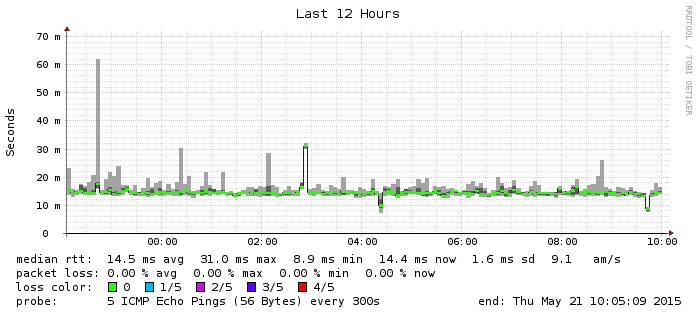 Last 12 Hours
RRDTOOL / TOBI OETIKER
Seconds
70 m
60 m
50 m
40 m
30 m
20 m
10 m
0
00:00 02:00 04:00 06:00 08:00 10:00
median rtt: 14.5 ms avg 31.0 ms max 8.9 ms min 14.4 ms now 1.6 ms sd 9.1 am/s
packet loss: 0.00 % avg 0.00 % max 0.00 % min 0.00 % now
loss color: 0 1/5 2/5 3/5 4/5
probe: 5 ICMP Echo Pings (56 Bytes) every 300s end: Thu May 21 10:05:09 2015